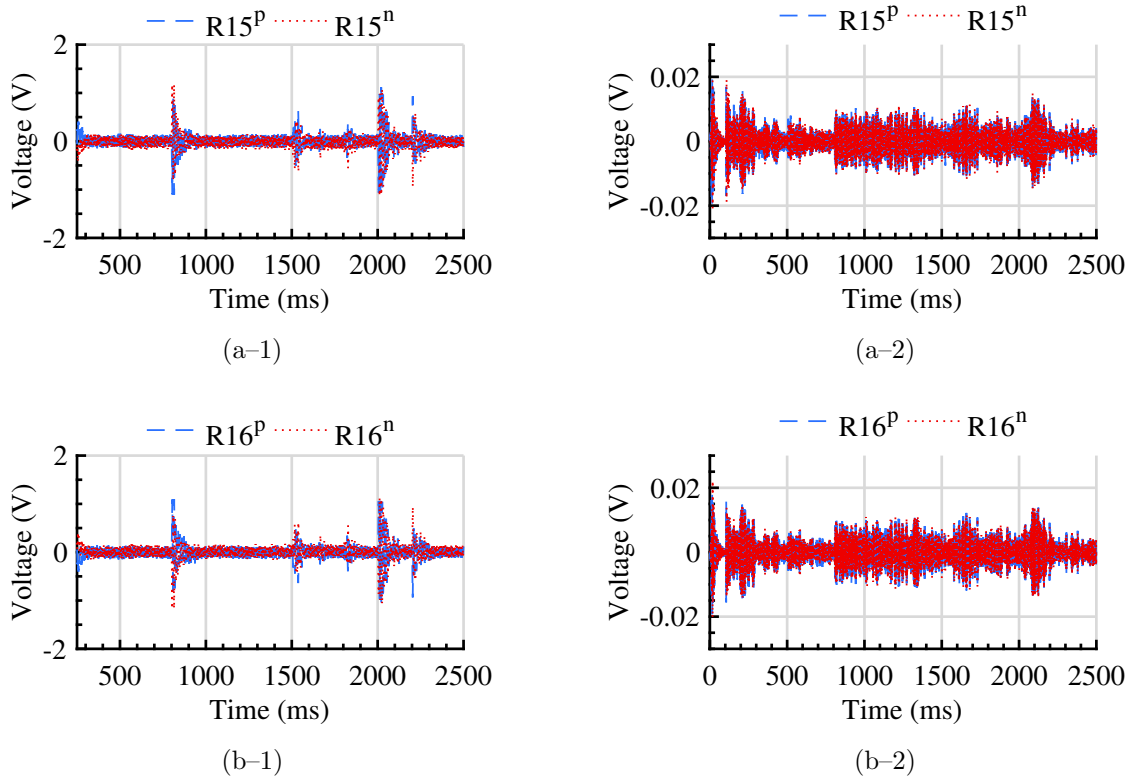 R15p R15n
2
0
-2
Voltage (V)
500 1000 1500 2000 2500
Time (ms)
(a–1)
R15p R15n
0.02
0
-0.02
Voltage (V)
0 500 1000 1500 2000 2500
Time (ms)
(a–2)
R16p R16n
2
0
-2
Voltage (V)
500 1000 1500 2000 2500
Time (ms)
(b–1)
R16p R16n
0.02
0
-0.02
Voltage (V)
0 500 1000 1500 2000 2500
Time (ms)
(b–2)